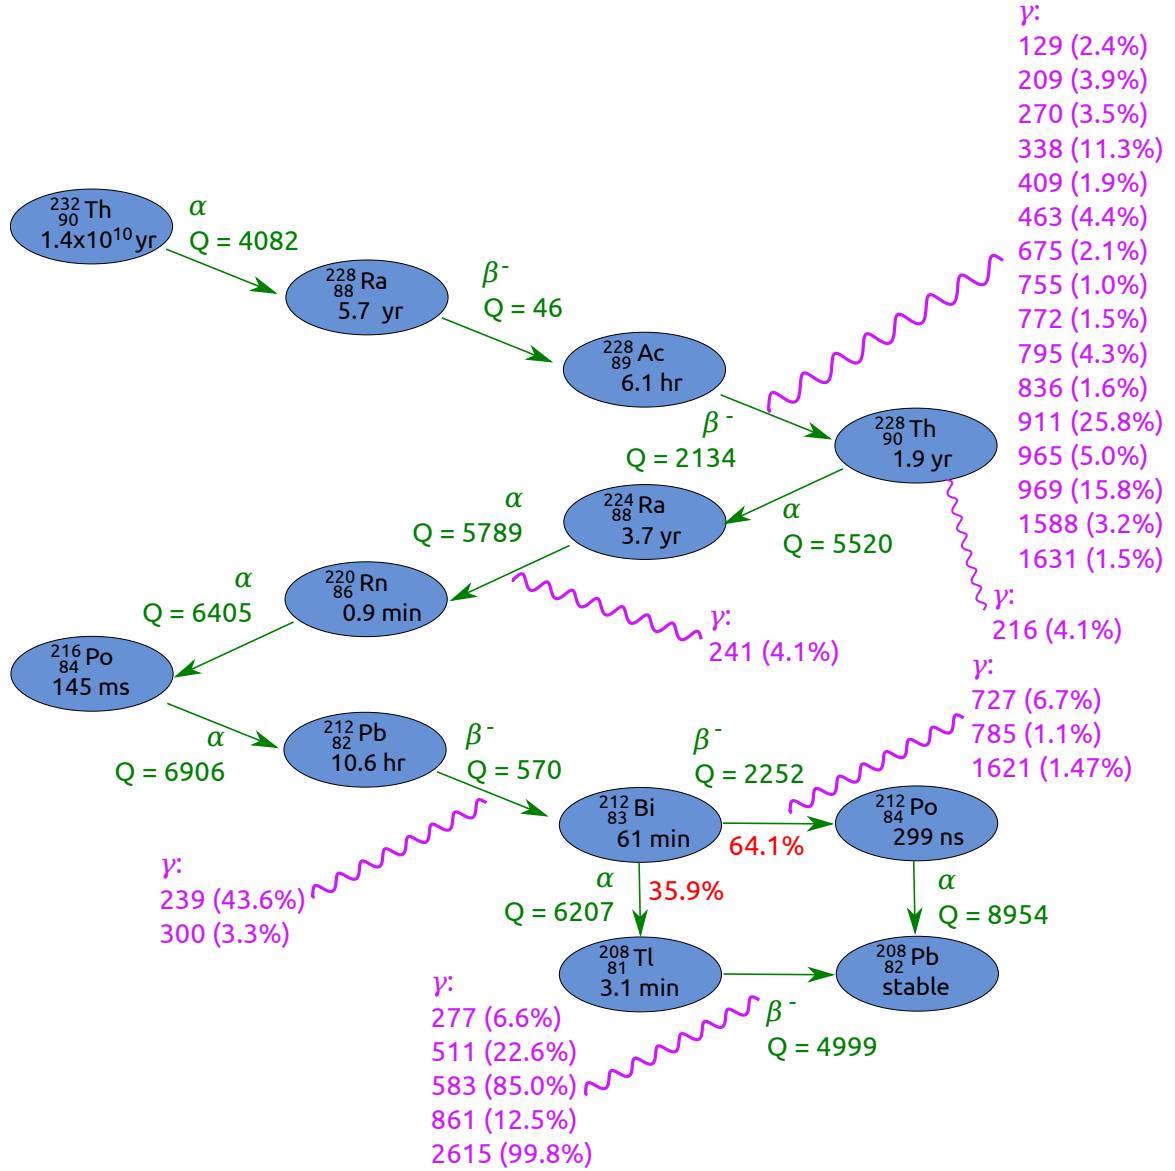 γ:
129 (2.4%)
209 (3.9%)
270 (3.5%)
338 (11.3%)
409 (1.9%)
463 (4.4%)
675 (2.1%)
755 (1.0%)
772 (1.5%)
795 (4.3%)
836 (1.6%)
911 (25.8%)
965 (5.0%)
969 (15.8%)
1588 (3.2%)
1631 (1.5%)
232
90 Th
1.4x10¹⁰ yr
α
Q = 4082
228
88 Ra
5.7 yr
β⁻
Q = 46
228
89 Ac
6.1 hr
β⁻
Q = 2134
228
90 Th
1.9 yr
γ:
216 (4.1%)
α
Q = 5520
224
88 Ra
3.7 yr
α
Q = 5789
γ:
241 (4.1%)
220
86 Rn
0.9 min
α
Q = 6405
216
84 Po
145 ms
α
Q = 6906
212
82 Pb
10.6 hr
β⁻
Q = 570
γ:
239 (43.6%)
300 (3.3%)
212
83 Bi
61 min
β⁻
Q = 2252
64.1%
γ:
727 (6.7%)
785 (1.1%)
1621 (1.47%)
212
84 Po
299 ns
α
Q = 6207
35.9%
α
Q = 8954
208
81 Tl
3.1 min
β⁻
Q = 4999
γ:
277 (6.6%)
511 (22.6%)
583 (85.0%)
861 (12.5%)
2615 (99.8%)
208
82 Pb
stable